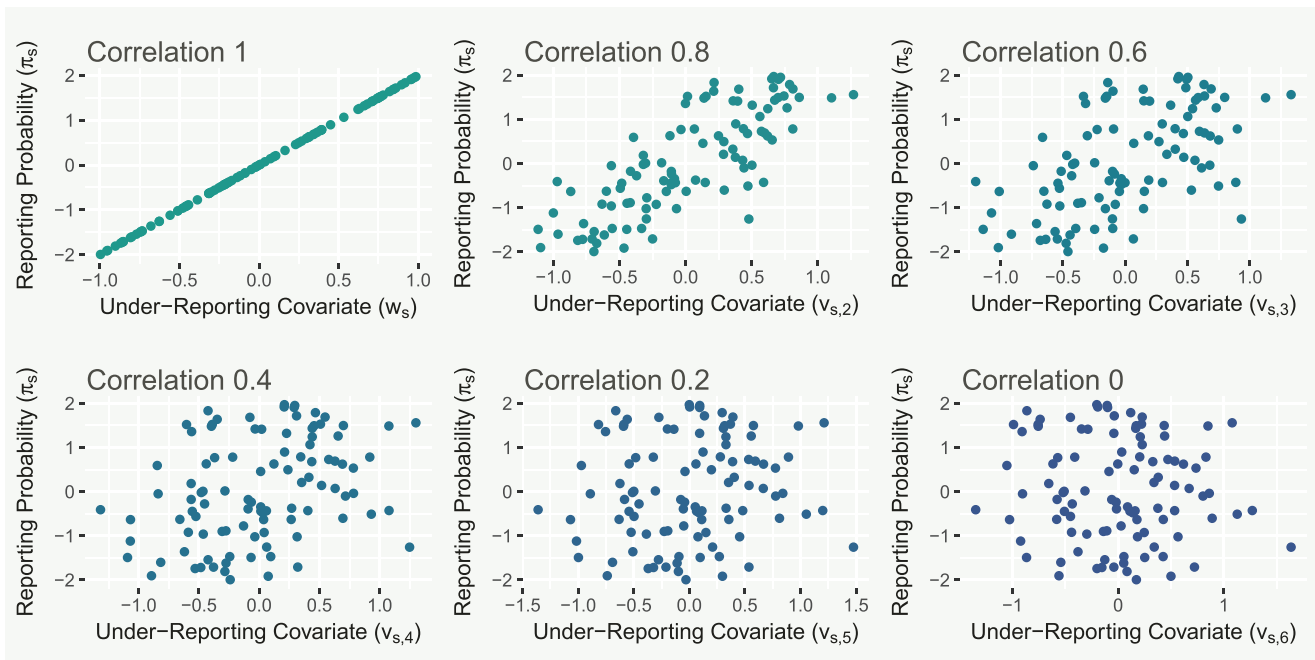 Correlation 1
Reporting Probability (πs)
2
1
0
−1
−2
−1.0 −0.5 0.0 0.5 1.0
Under−Reporting Covariate (ws)
Correlation 0.8
Reporting Probability (πs)
2
1
0
−1
−2
−1.0 −0.5 0.0 0.5 1.0
Under−Reporting Covariate (vs,2)
Correlation 0.6
Reporting Probability (πs)
2
1
0
−1
−2
−1.0 −0.5 0.0 0.5 1.0
Under−Reporting Covariate (vs,3)
Correlation 0.4
Reporting Probability (πs)
2
1
0
−1
−2
−1.0 −0.5 0.0 0.5 1.0
Under−Reporting Covariate (vs,4)
Correlation 0.2
Reporting Probability (πs)
2
1
0
−1
−2
−1.5 −1.0 −0.5 0.0 0.5 1.0 1.5
Under−Reporting Covariate (vs,5)
Correlation 0
Reporting Probability (πs)
2
1
0
−1
−2
−1 0 1
Under−Reporting Covariate (vs,6)